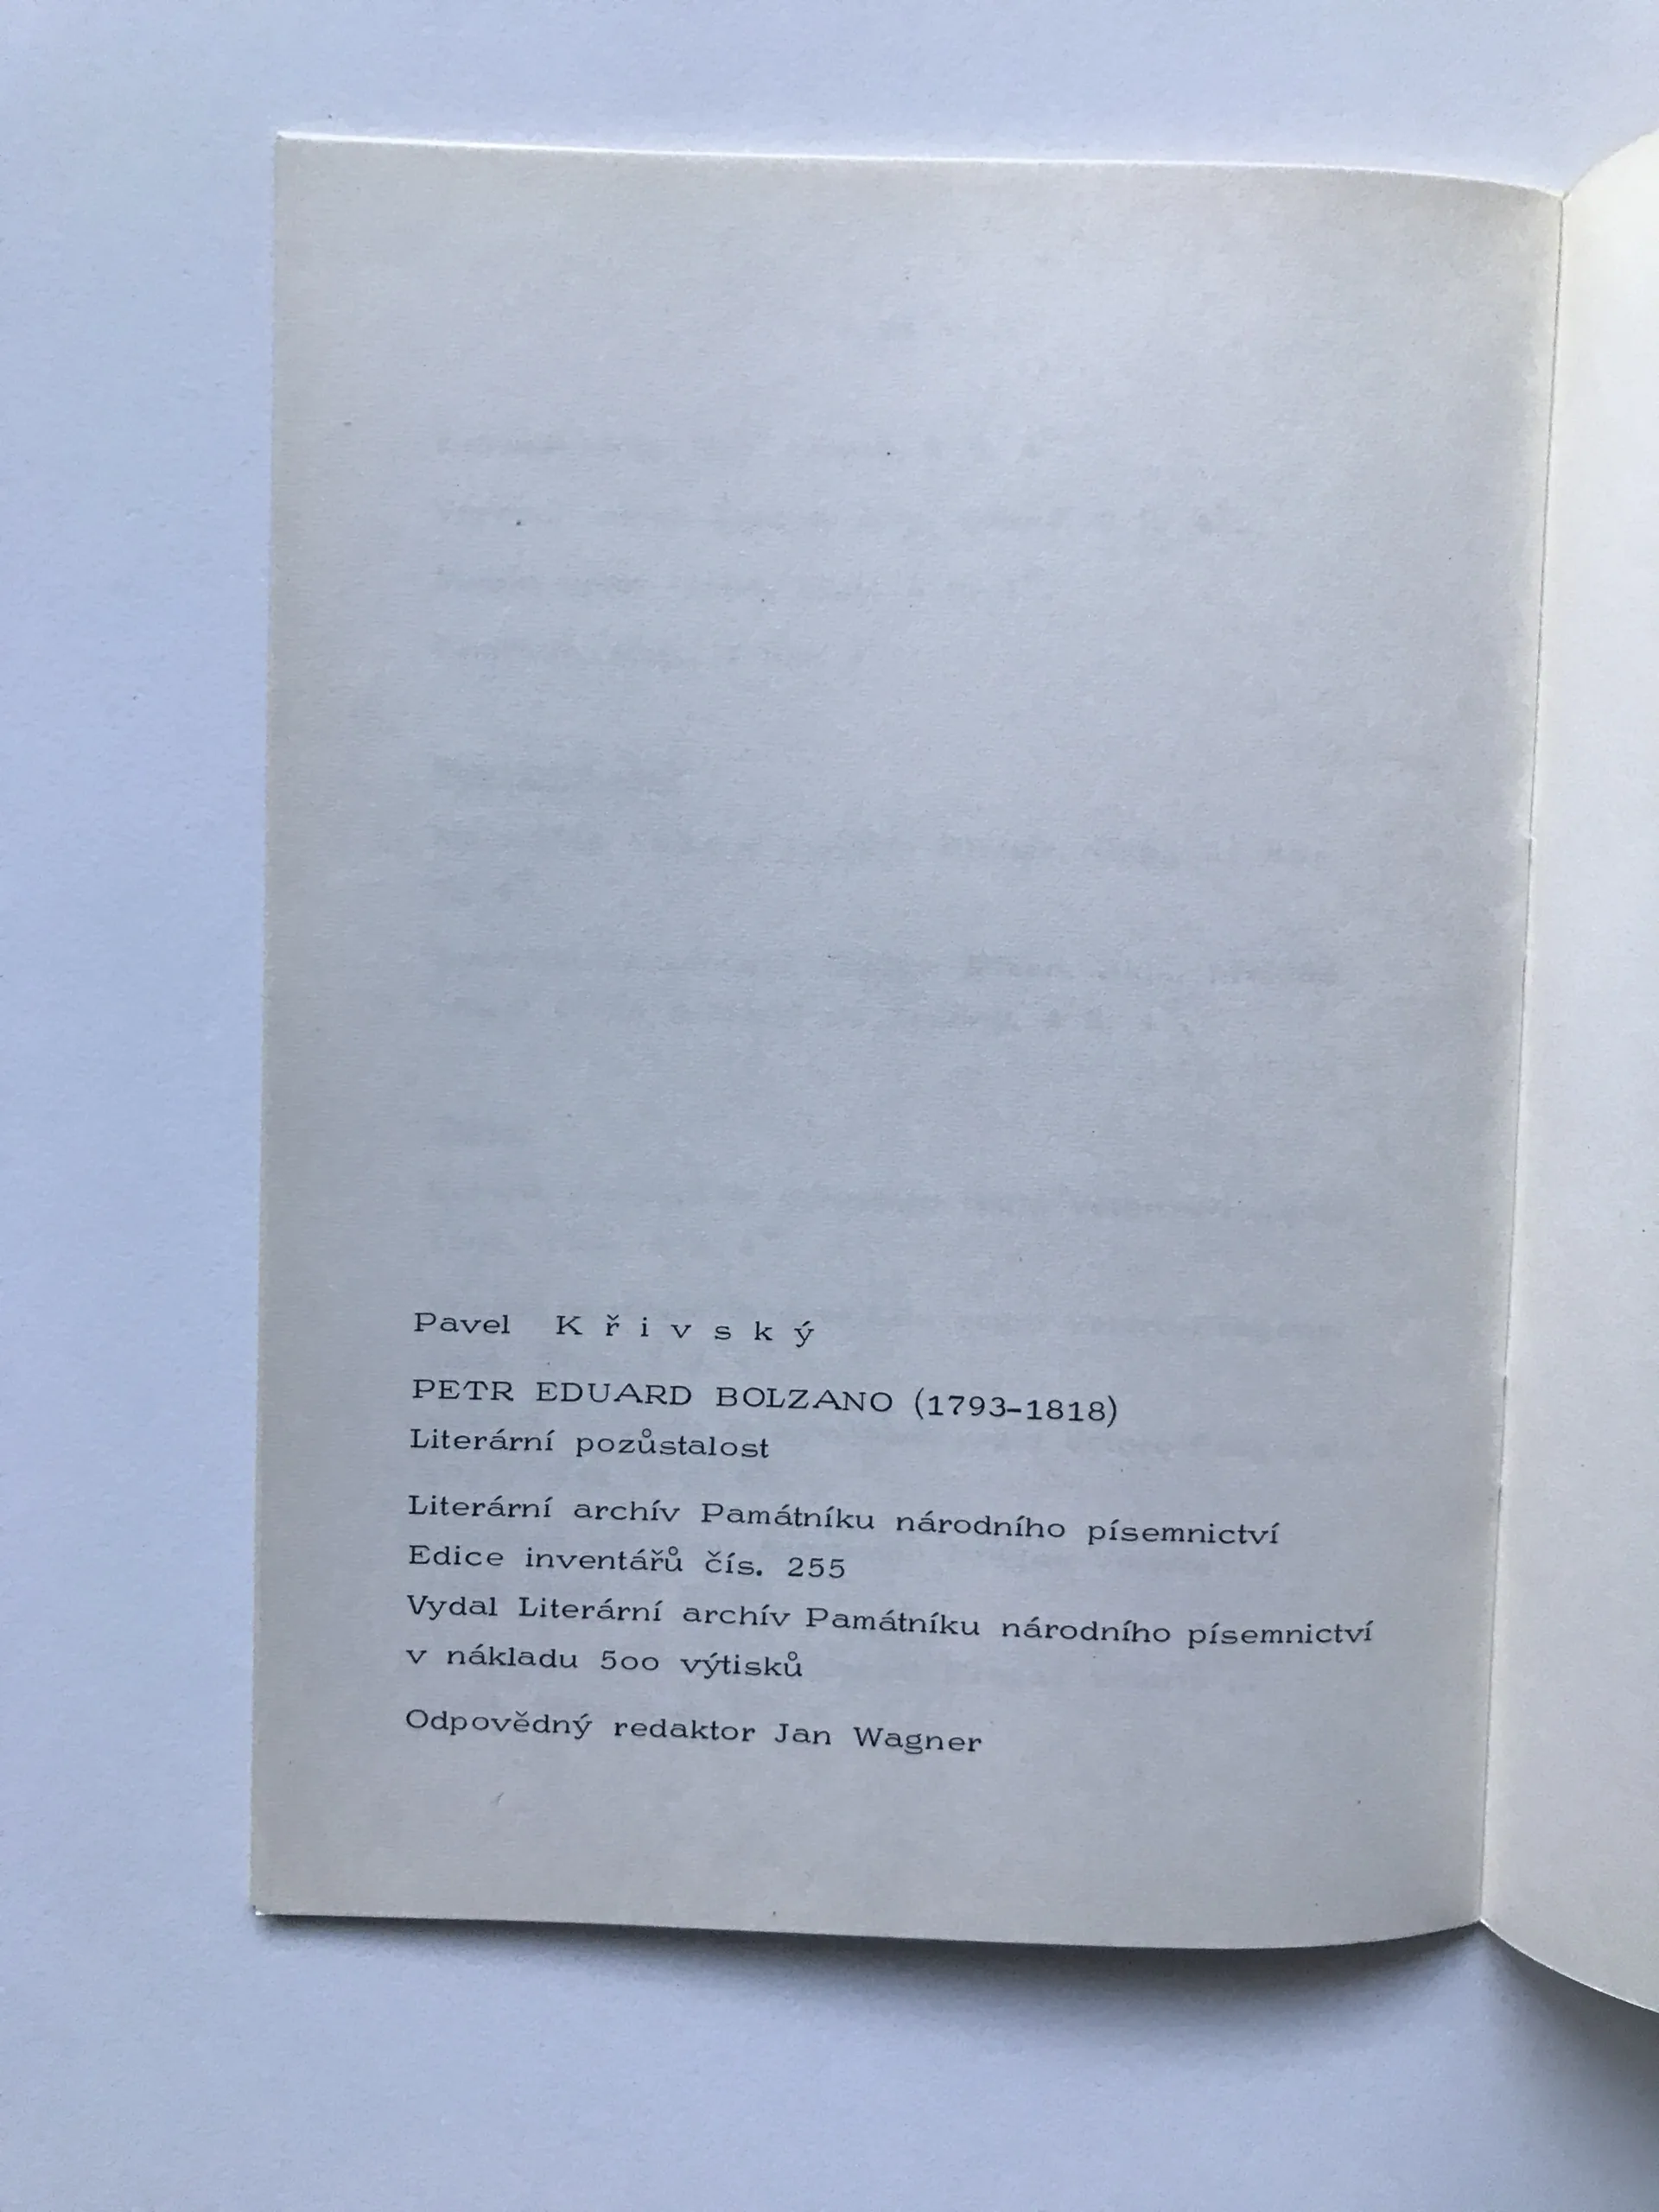 Pavel K ř i v s k ý
PETR EDUARD BOLZANO (1793-1818)
Literární pozůstalost
Literární archív Památníku národního písemnictví
Edice inventářů čís. 255
Vydal Literární archív Památníku národního písemnictví
v nákladu 500 výtisků
Odpovědný redaktor Jan Wagner